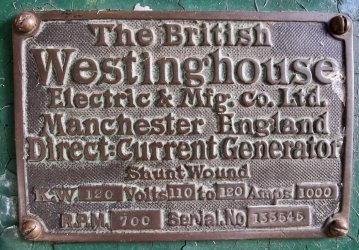 The British
Westinghouse
Electric & Mfg. Co. Ltd.
Manchester England
Direct-Current Generator
Shunt Wound
K.W. 120 Volts 110 to 120 Amps 1000
R.P.M. 700 Serial.No 133545